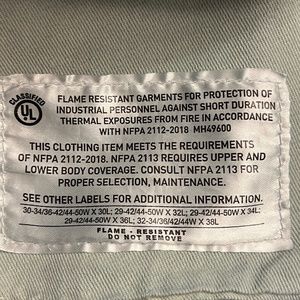 CLASSIFIED
UL
FLAME RESISTANT GARMENTS FOR PROTECTION OF
INDUSTRIAL PERSONNEL AGAINST SHORT DURATION
THERMAL EXPOSURES FROM FIRE IN ACCORDANCE
WITH NFPA 2112-2018 MH49600
THIS CLOTHING ITEM MEETS THE REQUIREMENTS
OF NFPA 2112-2018. NFPA 2113 REQUIRES UPPER AND
LOWER BODY COVERAGE. CONSULT NFPA 2113 FOR
PROPER SELECTION, MAINTENANCE.
SEE OTHER LABELS FOR ADDITIONAL INFORMATION.
30-34/36-42/44-50W X 30L; 29-42/44-50W X 32L; 29-42/44-50W X 34L;
29-42/44-50W X 36L; 32-34/36/42/44W X 38L
FLAME - RESISTANT
DO NOT REMOVE